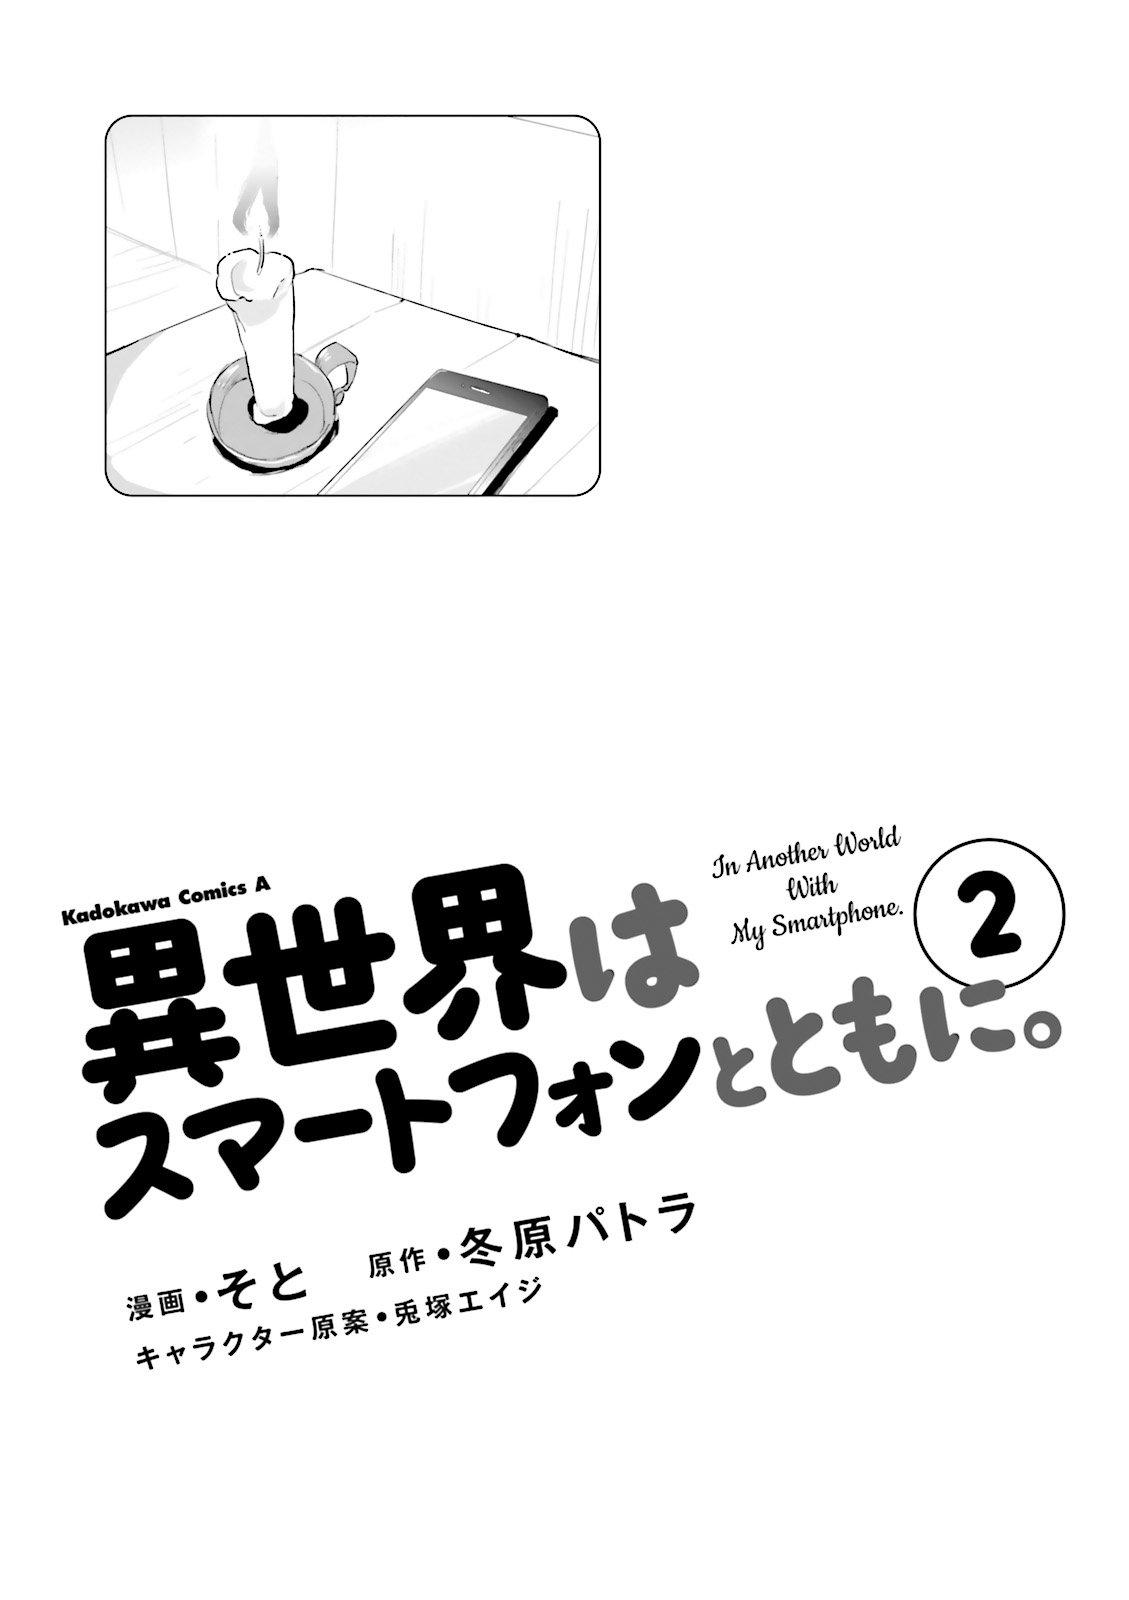 Kadokawa Comics A
異世界は
スマートフォンとともに。
In Another World
With
My Smartphone.
2
漫画●そと 原作●冬原パトラ
キャラクター原案●兎塚エイジ